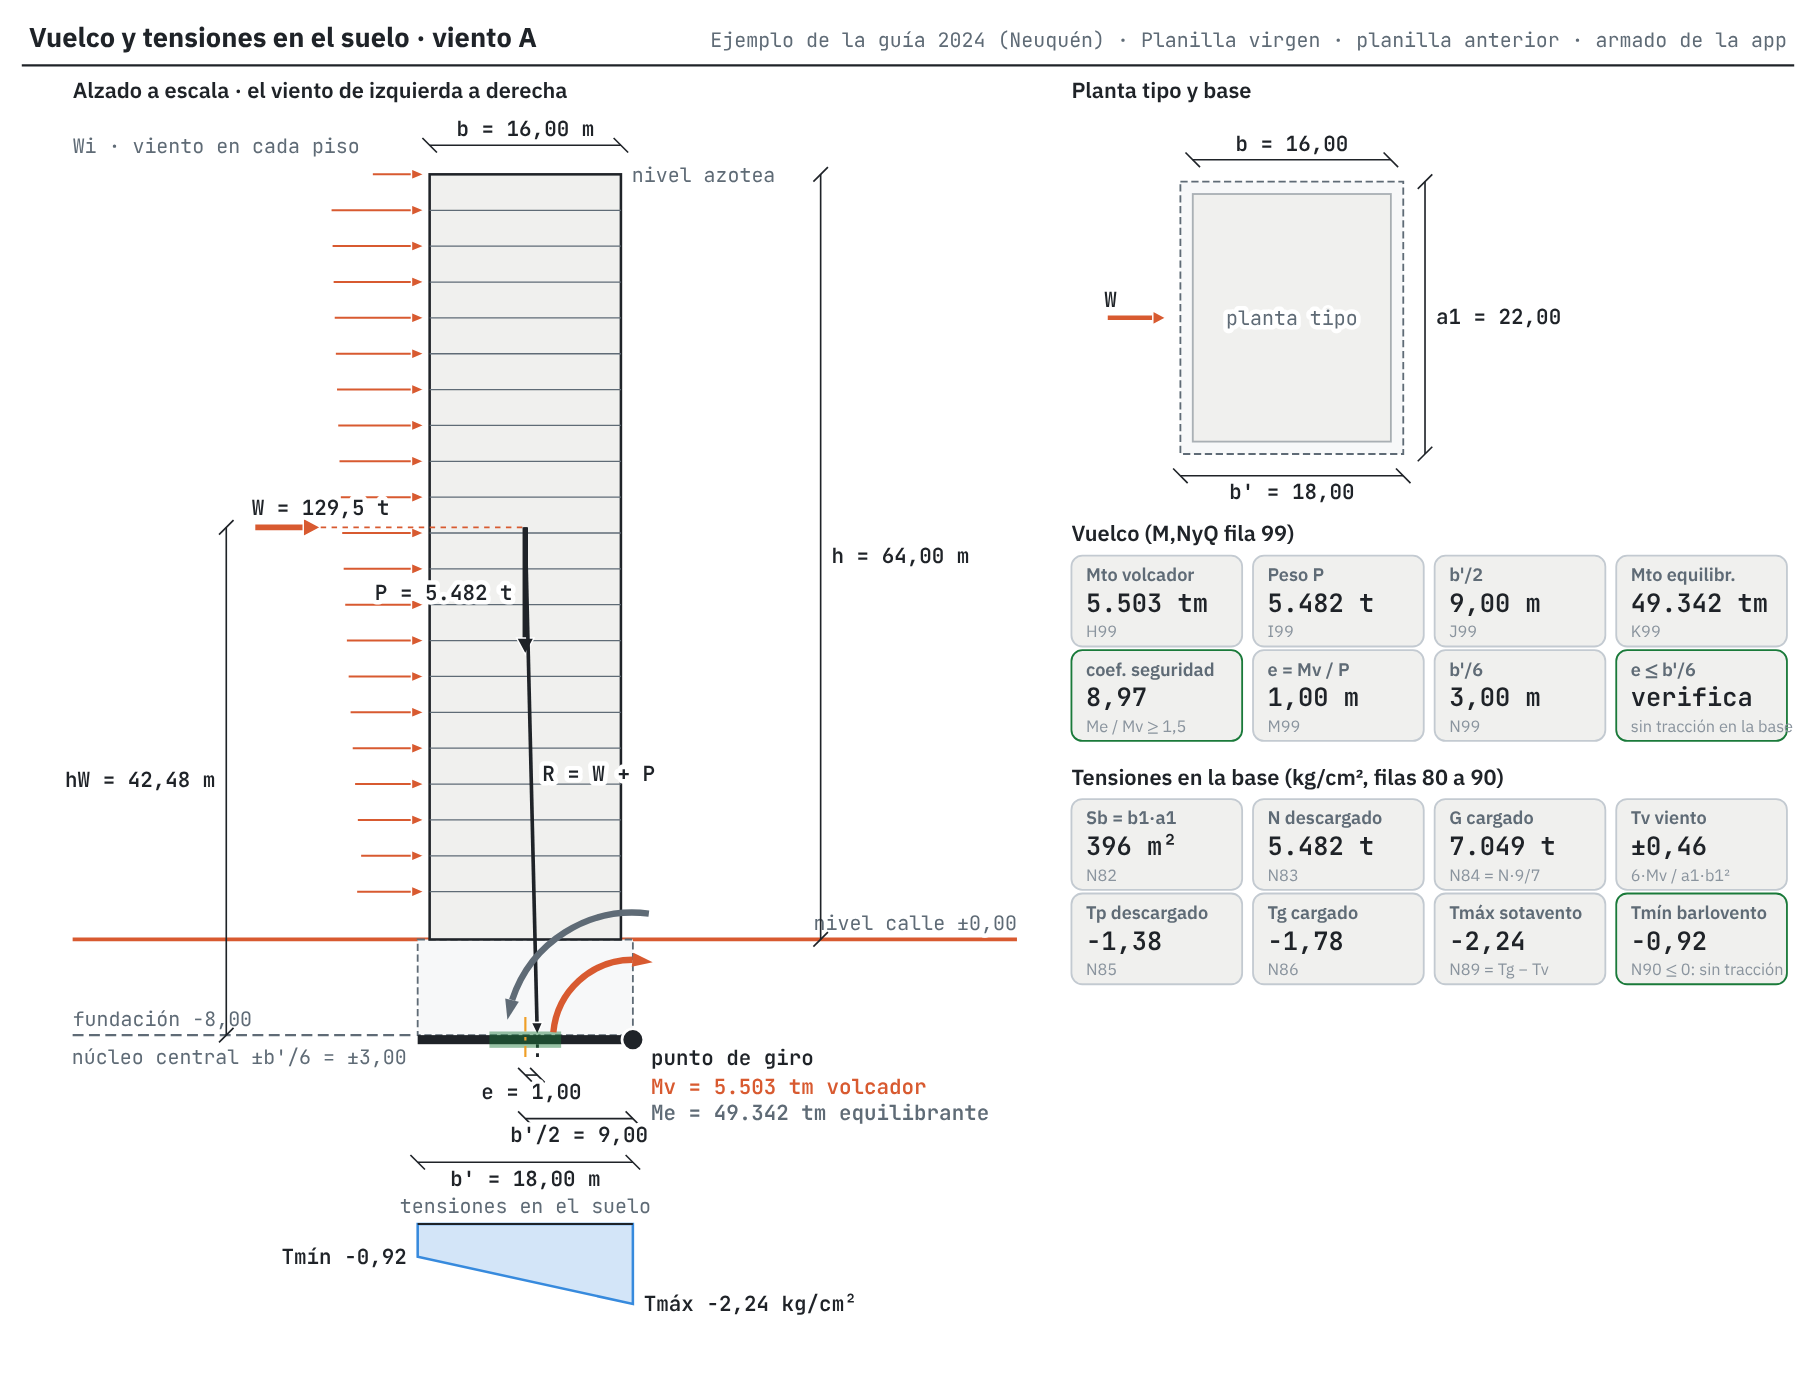 Vuelco y tensiones en el suelo · viento A
Ejemplo de la guía 2024 (Neuquén) · Planilla virgen · planilla anterior · armado de la app
Alzado a escala · el viento de izquierda a derecha
Wi · viento en cada piso
b = 16,00 m
nivel azotea
W = 129,5 t
P = 5.482 t
h = 64,00 m
R = W + P
hW = 42,48 m
nivel calle ±0,00
fundación -8,00
núcleo central ±b'/6 = ±3,00
punto de giro
e = 1,00
Mv = 5.503 tm volcador
Me = 49.342 tm equilibrante
b'/2 = 9,00
b' = 18,00 m
tensiones en el suelo
Tmín -0,92
Tmáx -2,24 kg/cm²
Planta tipo y base
b = 16,00
W
planta tipo
a1 = 22,00
b' = 18,00
Vuelco (M,NyQ fila 99)
Mto volcador
5.503 tm
H99
Peso P
5.482 t
I99
b'/2
9,00 m
J99
Mto equilibr.
49.342 tm
K99
coef. seguridad
8,97
Me / Mv ≥ 1,5
e = Mv / P
1,00 m
M99
b'/6
3,00 m
N99
e ≤ b'/6
verifica
sin tracción en la base
Tensiones en la base (kg/cm², filas 80 a 90)
Sb = b1·a1
396 m²
N82
N descargado
5.482 t
N83
G cargado
7.049 t
N84 = N·9/7
Tv viento
±0,46
6·Mv / a1·b1²
Tp descargado
-1,38
N85
Tg cargado
-1,78
N86
Tmáx sotavento
-2,24
N89 = Tg − Tv
Tmín barlovento
-0,92
N90 ≤ 0: sin tracción